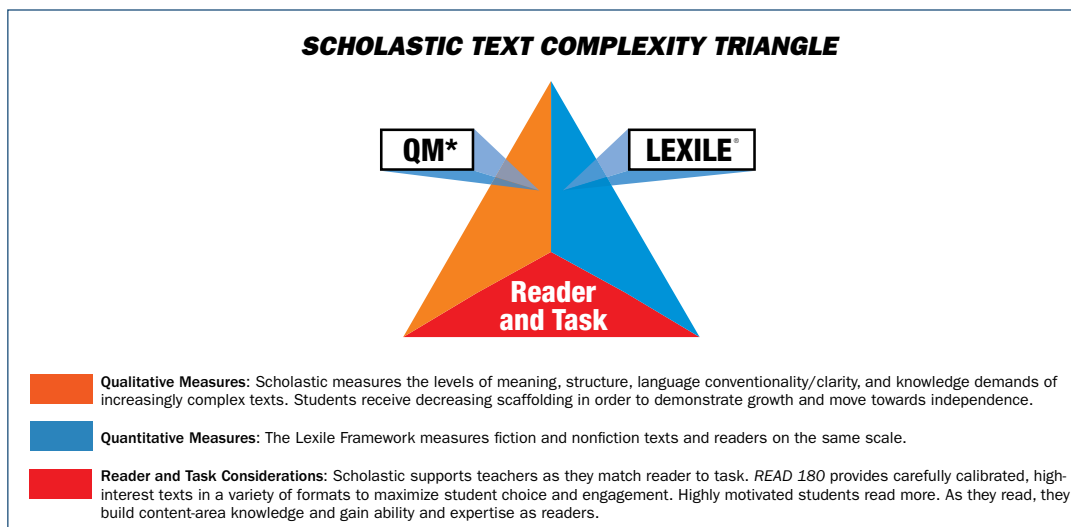 SCHOLASTIC TEXT COMPLEXITY TRIANGLE
QM*
LEXILE®
Reader
and Task
Qualitative Measures: Scholastic measures the levels of meaning, structure, language conventionality/clarity, and knowledge demands of
increasingly complex texts. Students receive decreasing scaffolding in order to demonstrate growth and move towards independence.
Quantitative Measures: The Lexile Framework measures fiction and nonfiction texts and readers on the same scale.
Reader and Task Considerations: Scholastic supports teachers as they match reader to task. READ 180 provides carefully calibrated, high-
interest texts in a variety of formats to maximize student choice and engagement. Highly motivated students read more. As they read, they
build content-area knowledge and gain ability and expertise as readers.